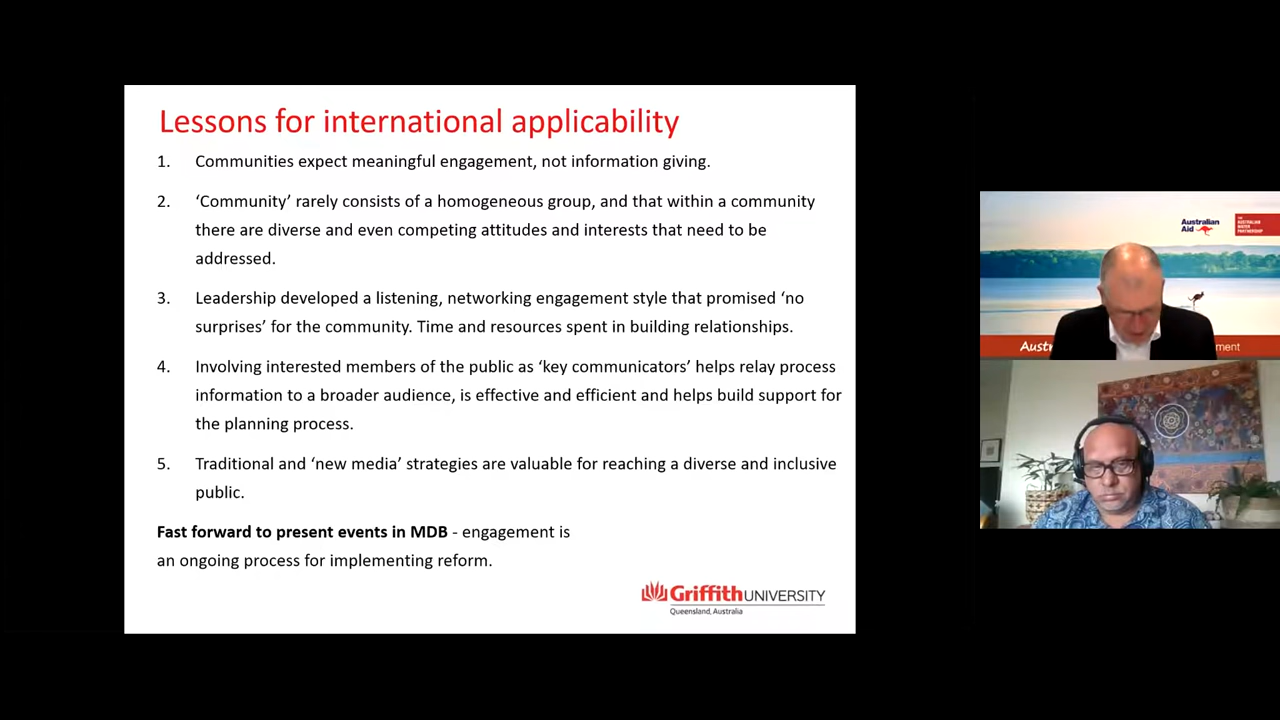 Lessons for international applicability
1. Communities expect meaningful engagement, not information giving.
2. ‘Community’ rarely consists of a homogeneous group, and that within a community
there are diverse and even competing attitudes and interests that need to be
addressed.
3. Leadership developed a listening, networking engagement style that promised ‘no
surprises’ for the community. Time and resources spent in building relationships.
4. Involving interested members of the public as ‘key communicators’ helps relay process
information to a broader audience, is effective and efficient and helps build support for
the planning process.
5. Traditional and ‘new media’ strategies are valuable for reaching a diverse and inclusive
public.
Fast forward to present events in MDB - engagement is
an ongoing process for implementing reform.
Griffith UNIVERSITY
Queensland, Australia
Australian
Aid
THE
AUSTRALIAN
WATER
PARTNERSHIP
Austr
ment